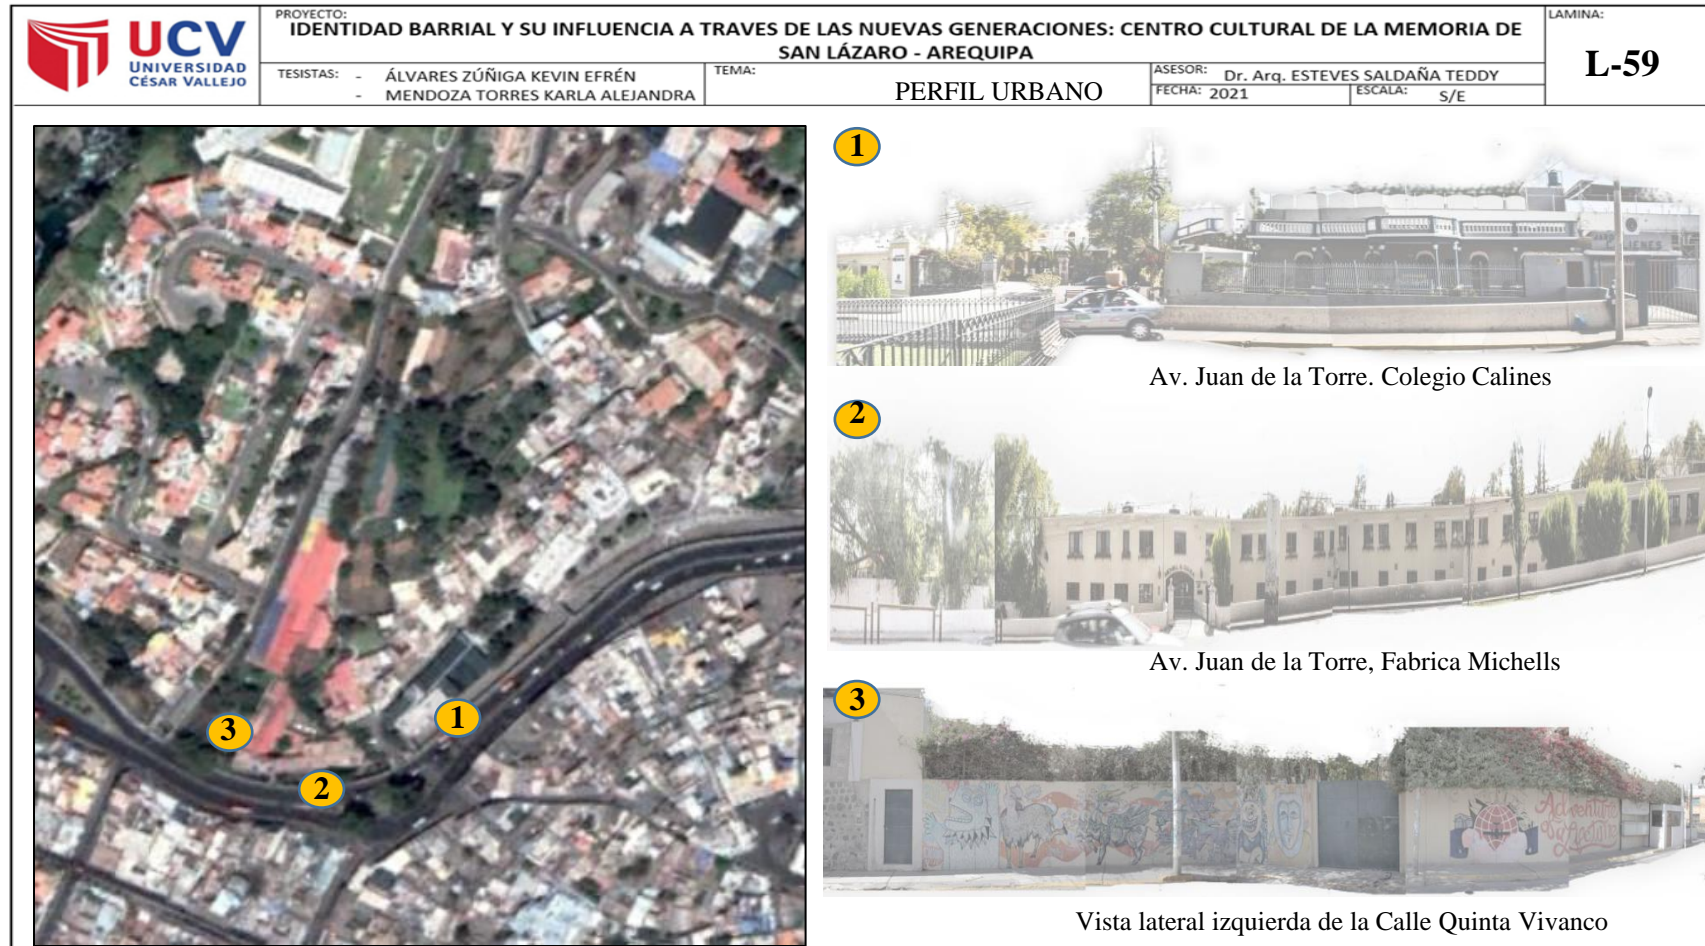 UCV
UNIVERSIDAD
CÉSAR VALLEJO
PROYECTO:
IDENTIDAD BARRIAL Y SU INFLUENCIA A TRAVES DE LAS NUEVAS GENERACIONES: CENTRO CULTURAL DE LA MEMORIA DE
SAN LÁZARO - AREQUIPA
LAMINA:
L-59
TESISTAS: - ÁLVARES ZÚÑIGA KEVIN EFRÉN
- MENDOZA TORRES KARLA ALEJANDRA
TEMA:
PERFIL URBANO
ASESOR: Dr. Arq. ESTEVES SALDAÑA TEDDY
FECHA: 2021
ESCALA: S/E
3
1
2
1
Av. Juan de la Torre. Colegio Calines
2
Av. Juan de la Torre, Fabrica Michells
3
Vista lateral izquierda de la Calle Quinta Vivanco